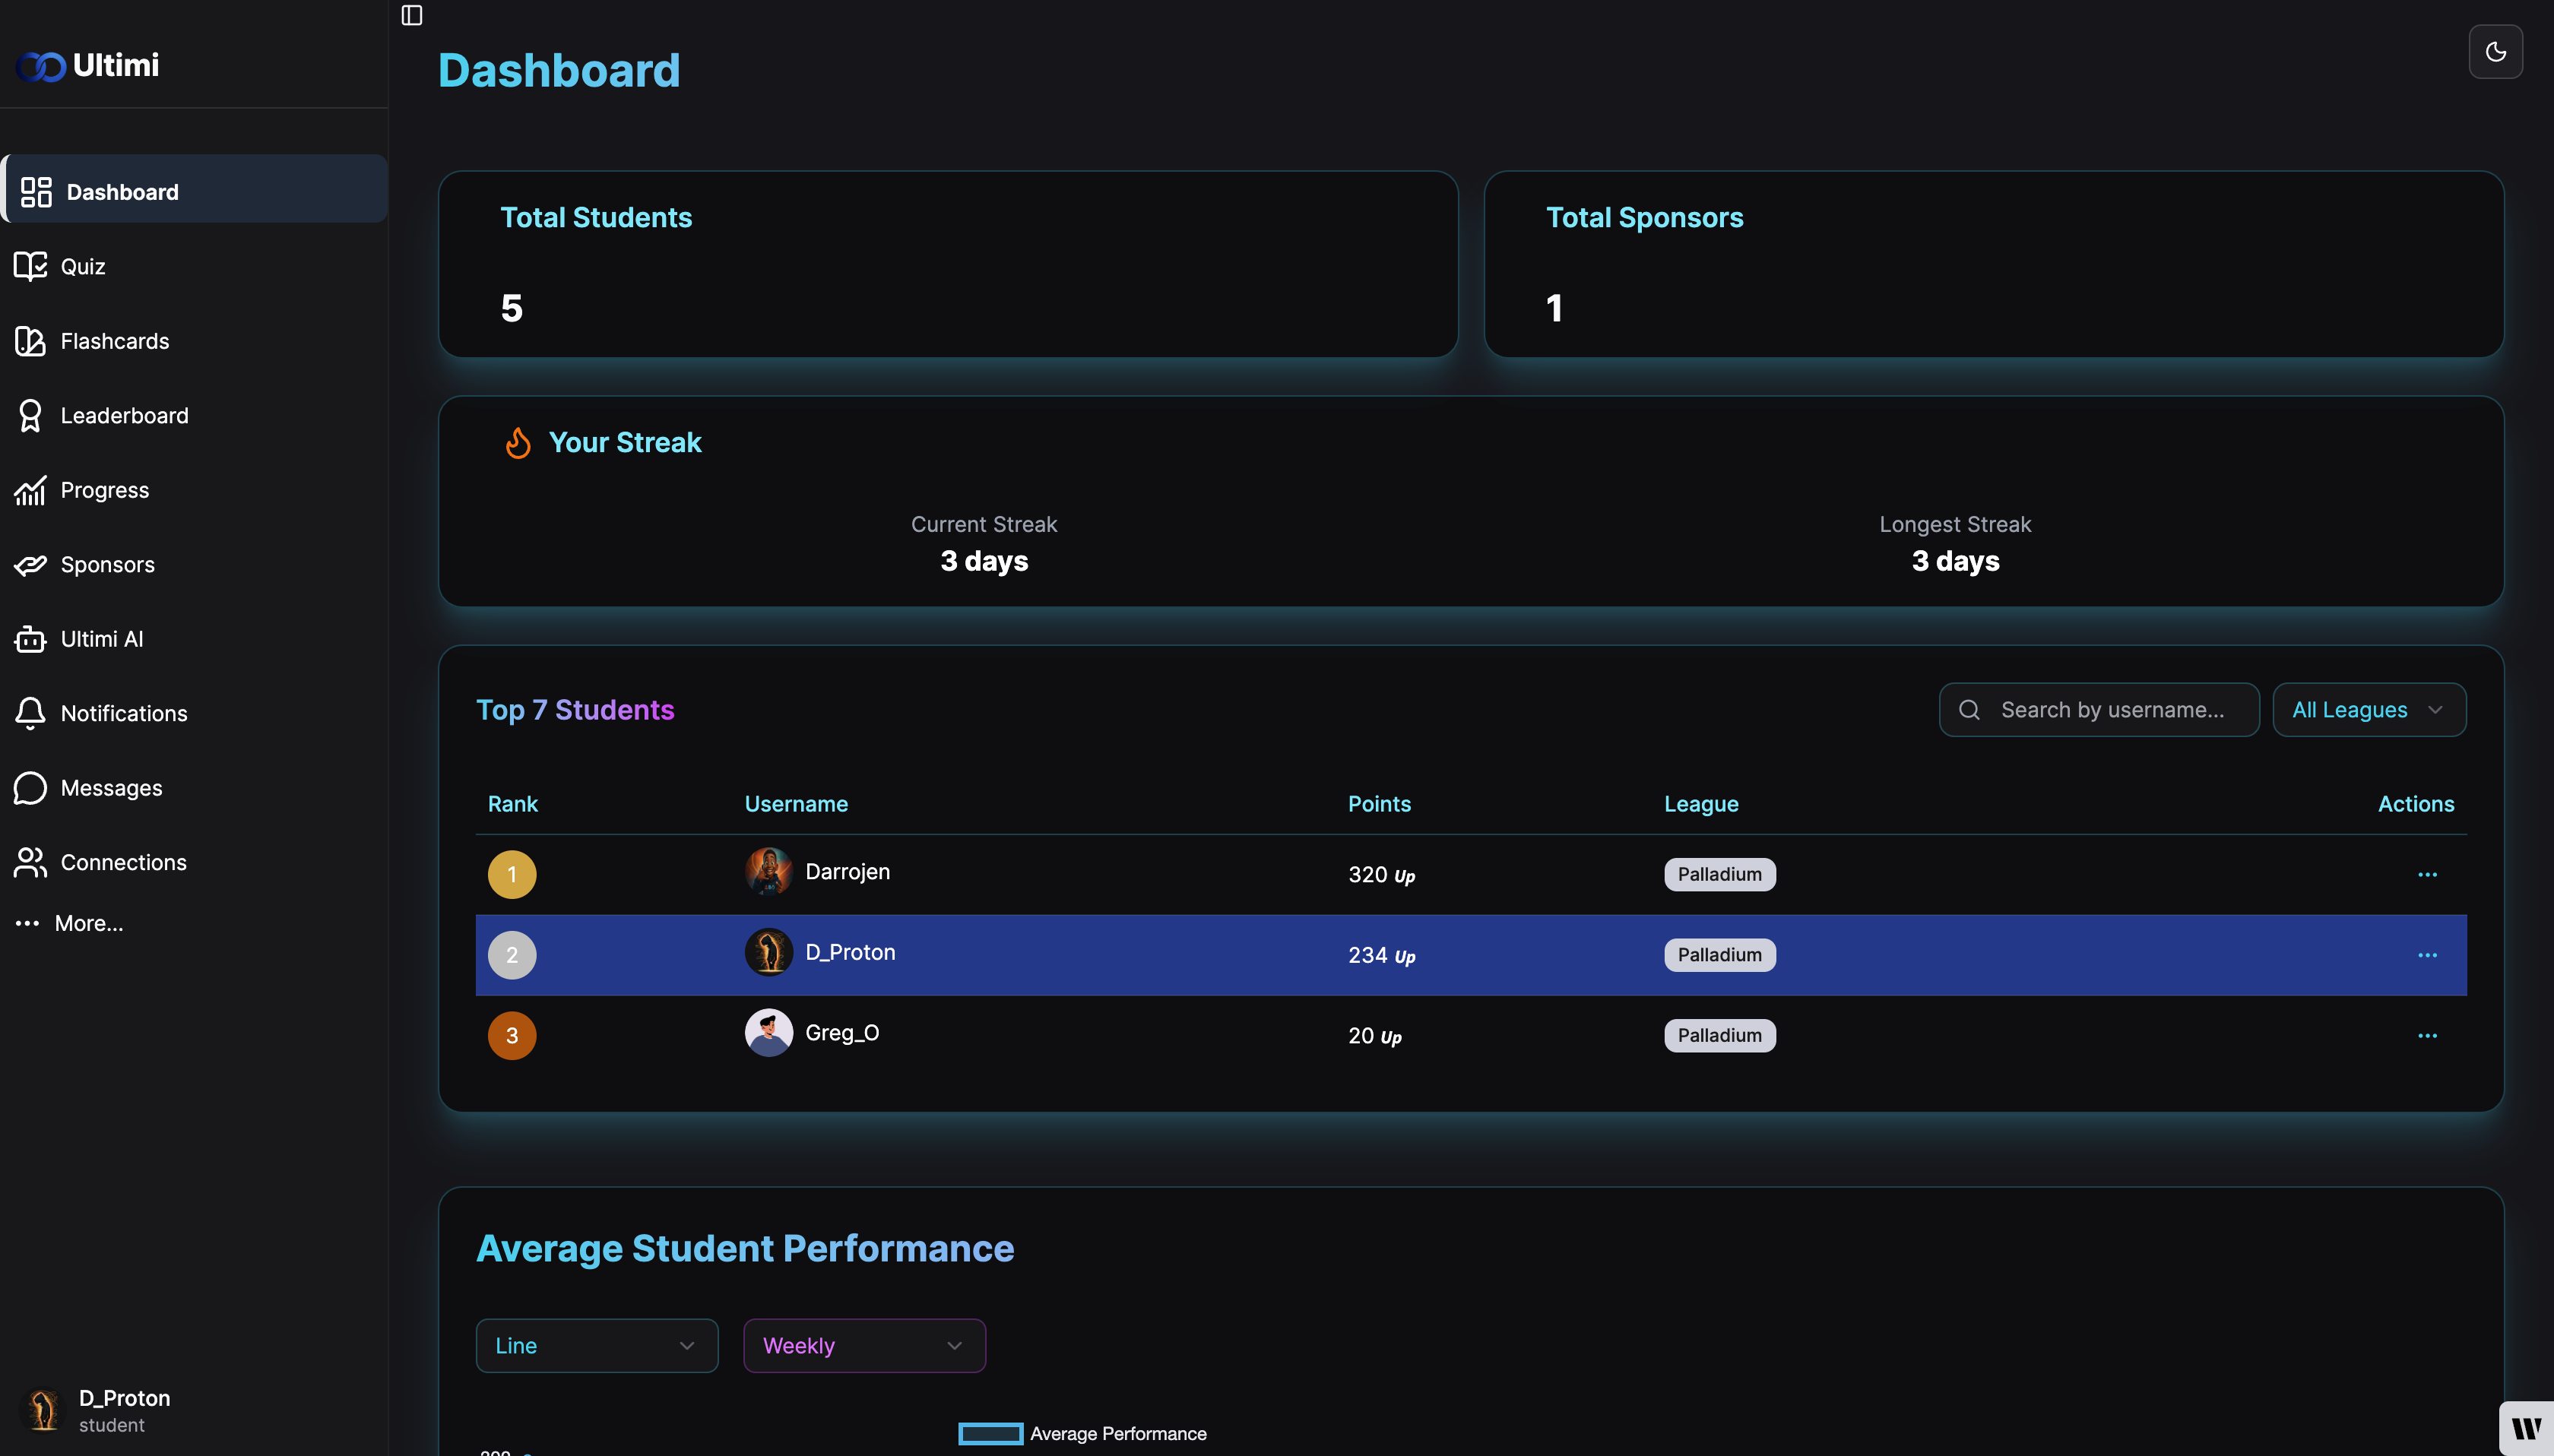 Ultimi
Dashboard
Quiz
Flashcards
Leaderboard
Progress
Sponsors
Ultimi AI
Notifications
Messages
Connections
More...
D_Proton
student
Dashboard
Total Students
5
Total Sponsors
1
Your Streak
Current Streak
3 days
Longest Streak
3 days
Top 7 Students
Search by username...
All Leagues
Rank Username Points League Actions
1 Darrojen 320 Up Palladium
2 D_Proton 234 Up Palladium
3 Greg_O 20 Up Palladium
Average Student Performance
Line
Weekly
Average Performance